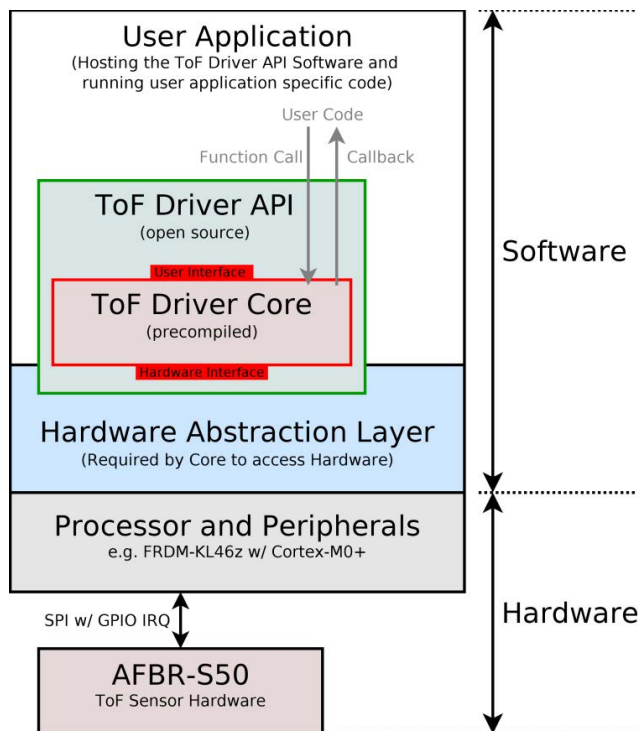 User Application
(Hosting the ToF Driver API Software and
running user application specific code)
User Code
Function Call
Callback
ToF Driver API
(open source)
User Interface
ToF Driver Core
(precompiled)
Hardware Interface
Hardware Abstraction Layer
(Required by Core to access Hardware)
Processor and Peripherals
e.g. FRDM-KL46z w/ Cortex-M0+
SPI w/ GPIO IRQ
AFBR-S50
ToF Sensor Hardware
Software
Hardware